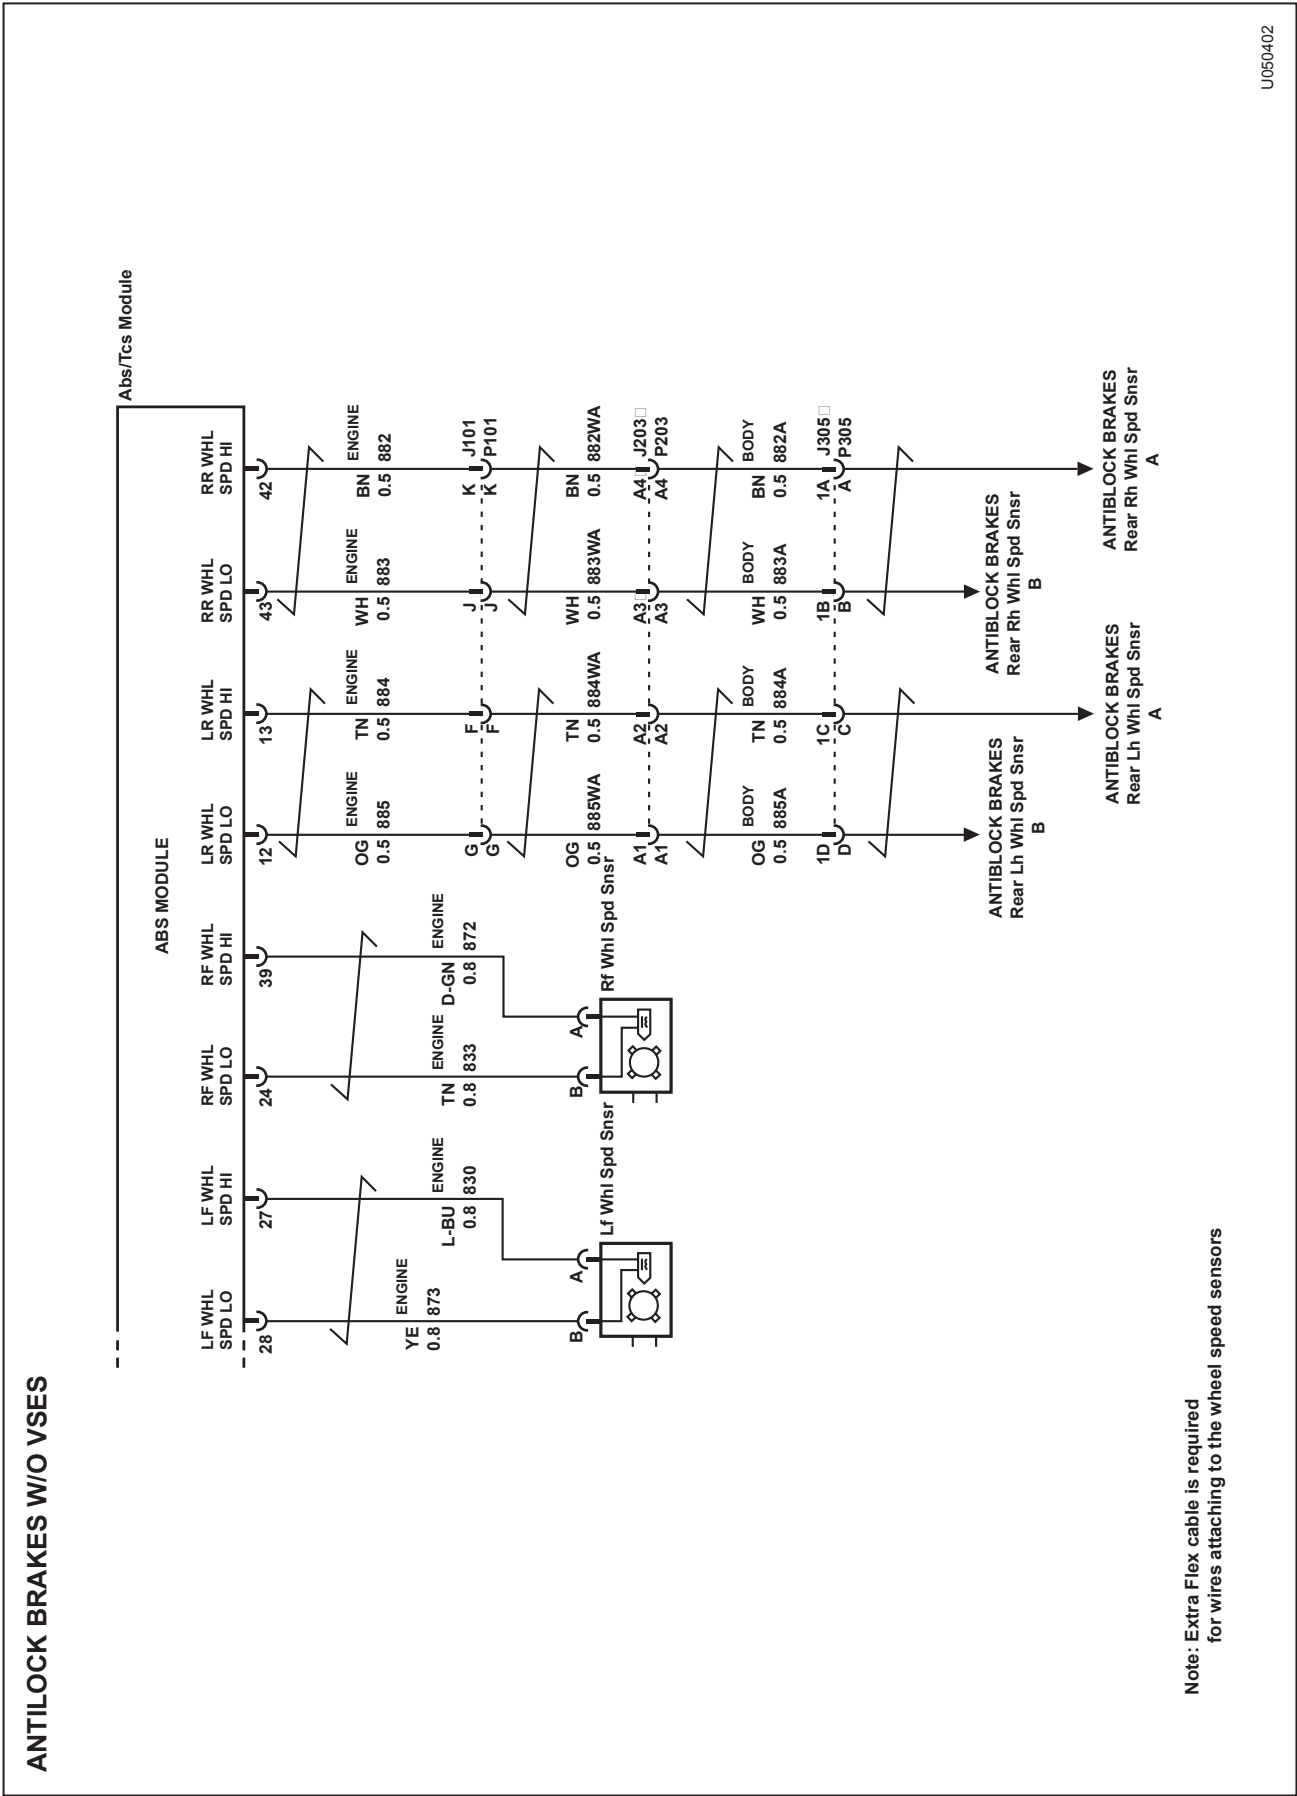 ANTILOCK BRAKES W/O VSES
Abs/Tcs Module
ABS MODULE
LF WHL
SPD LO
LF WHL
SPD HI
RF WHL
SPD LO
RF WHL
SPD HI
LR WHL
SPD LO
LR WHL
SPD HI
RR WHL
SPD LO
RR WHL
SPD HI
28
27
24
39
12
13
43
42
ENGINE
YE
0.8 873
ENGINE
L-BU
0.8 830
ENGINE
TN
0.8 833
ENGINE
D-GN
0.8 872
ENGINE
OG
0.5 885
ENGINE
TN
0.5 884
ENGINE
WH
0.5 883
ENGINE
BN
0.5 882
G
G
F
F
J
J
K
K
J101
P101
OG
0.5 885WA
TN
0.5 884WA
WH
0.5 883WA
BN
0.5 882WA
B
A
Lf Whl Spd Snsr
B
A
Rf Whl Spd Snsr
A1
A1
A2
A2
A3
A3
A4
A4
J203
P203
BODY
OG
0.5 885A
BODY
TN
0.5 884A
BODY
WH
0.5 883A
BODY
BN
0.5 882A
1D
D
1C
C
1B
B
1A
A
J305
P305
ANTIBLOCK BRAKES
Rear Lh Whl Spd Snsr
B
ANTIBLOCK BRAKES
Rear Lh Whl Spd Snsr
A
ANTIBLOCK BRAKES
Rear Rh Whl Spd Snsr
B
ANTIBLOCK BRAKES
Rear Rh Whl Spd Snsr
A
Note: Extra Flex cable is required
for wires attaching to the wheel speed sensors
U050402